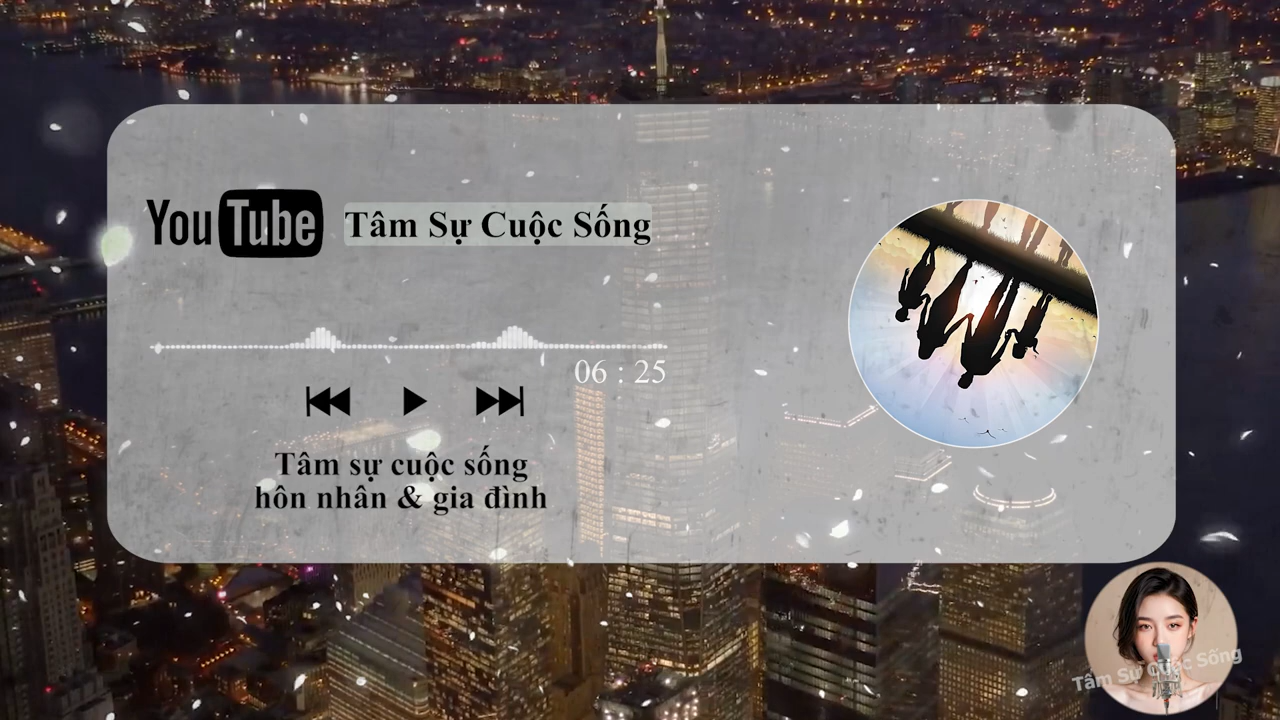 YouTube Tâm Sự Cuộc Sống
06 : 25
Tâm sự cuộc sống
hôn nhân & gia đình
Tâm Sự Cuộc Sống